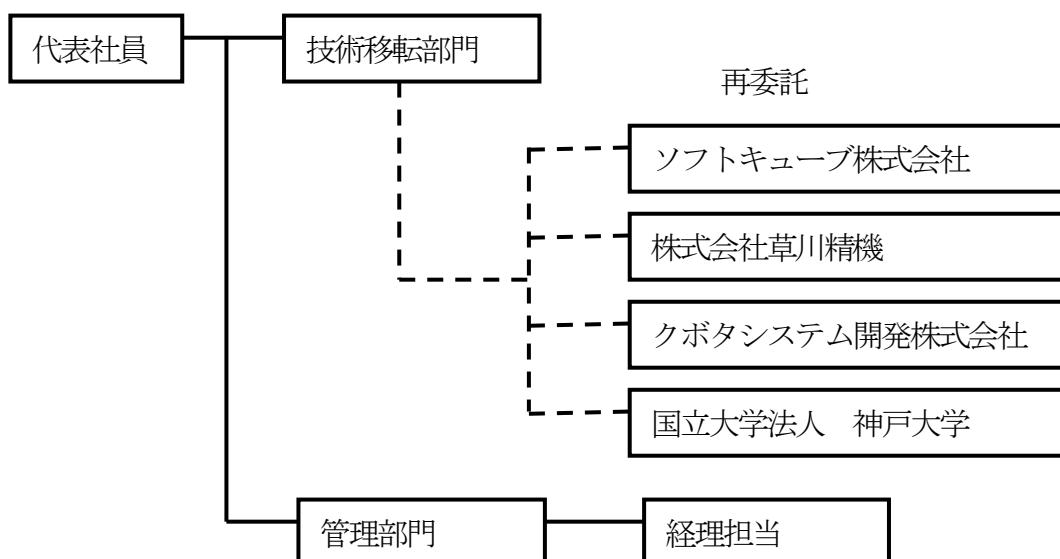 代表社員
技術移転部門
再委託
ソフトキューブ株式会社
株式会社草川精機
クボタシステム開発株式会社
国立大学法人　神戸大学
管理部門
経理担当